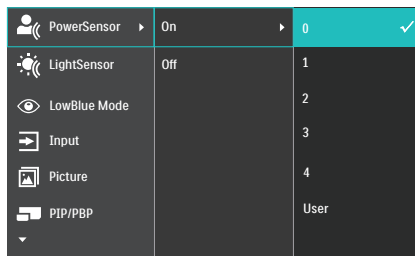 PowerSensor
On
0
LightSensor
Off
1
LowBlue Mode
2
Input
3
Picture
4
PIP/PBP
User